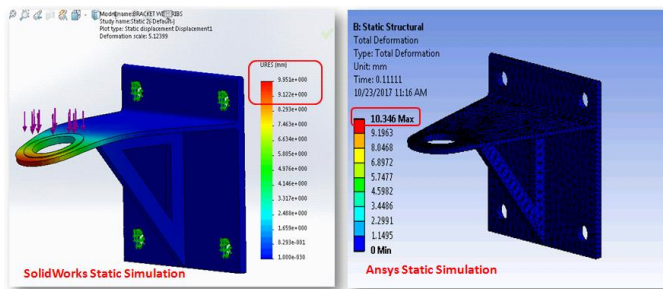 Model name: BRACKET W RIBS
Study name: Static 2(-Default-)
Plot type: Static displacement Displacement1
Deformation scale: 5.12399
URES (mm)
9.951e+000
9.122e+000
8.293e+000
7.463e+000
6.634e+000
5.805e+000
4.976e+000
4.146e+000
3.317e+000
2.488e+000
1.659e+000
8.293e-001
1.000e-030
SolidWorks Static Simulation
B: Static Structural
Total Deformation
Type: Total Deformation
Unit: mm
Time: 0.11111
10/23/2017 11:16 AM
10.346 Max
9.1963
8.0468
6.8972
5.7477
4.5982
3.4486
2.2991
1.1495
0 Min
Ansys Static Simulation